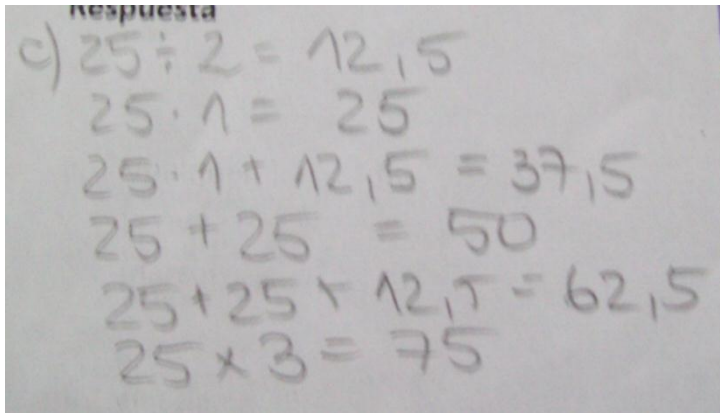 Respuesta
c) 25 ÷ 2 = 12,5
25 · 1 = 25
25 · 1 + 12,5 = 37,5
25 + 25 = 50
25 + 25 + 12,5 = 62,5
25 × 3 = 75